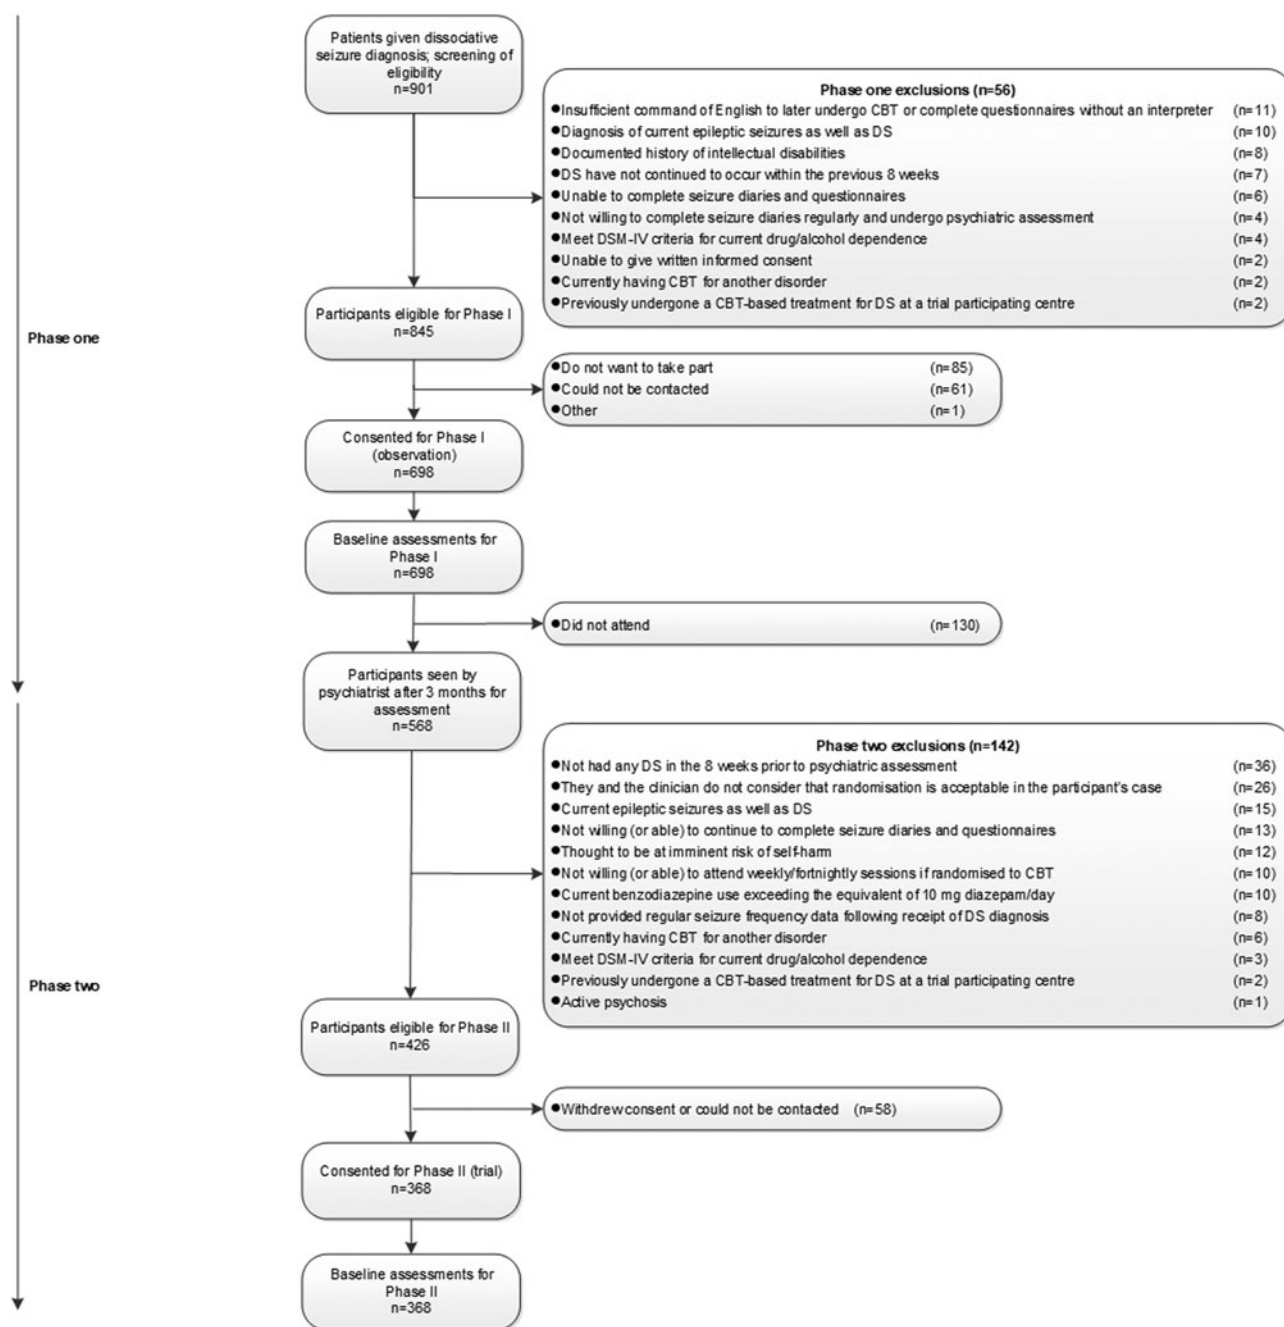 Patients given dissociative
seizure diagnosis; screening of
eligibility
n=901
Phase one exclusions (n=56)
●Insufficient command of English to later undergo CBT or complete questionnaires without an interpreter (n=11)
●Diagnosis of current epileptic seizures as well as DS (n=10)
●Documented history of intellectual disabilities (n=8)
●DS have not continued to occur within the previous 8 weeks (n=7)
●Unable to complete seizure diaries and questionnaires (n=6)
●Not willing to complete seizure diaries regularly and undergo psychiatric assessment (n=4)
●Meet DSM-IV criteria for current drug/alcohol dependence (n=4)
●Unable to give written informed consent (n=2)
●Currently having CBT for another disorder (n=2)
●Previously undergone a CBT-based treatment for DS at a trial participating centre (n=2)
Participants eligible for Phase I
n=845
Phase one
●Do not want to take part (n=85)
●Could not be contacted (n=61)
●Other (n=1)
Consented for Phase I
(observation)
n=698
Baseline assessments for
Phase I
n=698
●Did not attend (n=130)
Participants seen by
psychiatrist after 3 months for
assessment
n=568
Phase two exclusions (n=142)
●Not had any DS in the 8 weeks prior to psychiatric assessment (n=36)
●They and the clinician do not consider that randomisation is acceptable in the participant's case (n=26)
●Current epileptic seizures as well as DS (n=15)
●Not willing (or able) to continue to complete seizure diaries and questionnaires (n=13)
●Thought to be at imminent risk of self-harm (n=12)
●Not willing (or able) to attend weekly/fortnightly sessions if randomised to CBT (n=10)
●Current benzodiazepine use exceeding the equivalent of 10 mg diazepam/day (n=10)
●Not provided regular seizure frequency data following receipt of DS diagnosis (n=8)
●Currently having CBT for another disorder (n=6)
●Meet DSM-IV criteria for current drug/alcohol dependence (n=3)
●Previously undergone a CBT-based treatment for DS at a trial participating centre (n=2)
●Active psychosis (n=1)
Phase two
Participants eligible for Phase II
n=426
●Withdrew consent or could not be contacted (n=58)
Consented for Phase II (trial)
n=368
Baseline assessments for
Phase II
n=368